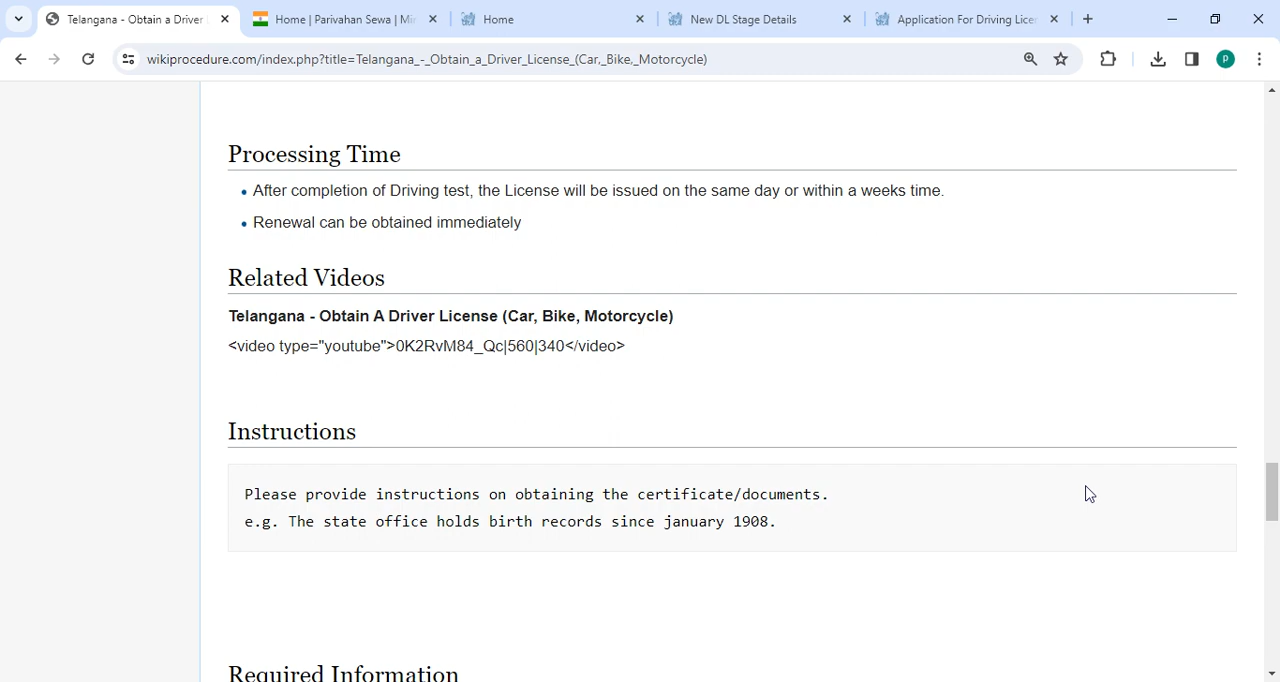 Telangana - Obtain a Driver
Home | Parivahan Sewa | Mi
Home
New DL Stage Details
Application For Driving Lice
wikiprocedure.com/index.php?title=Telangana_-_Obtain_a_Driver_License_(Car,_Bike,_Motorcycle)
P
Processing Time
After completion of Driving test, the License will be issued on the same day or within a weeks time.
Renewal can be obtained immediately
Related Videos
Telangana - Obtain A Driver License (Car, Bike, Motorcycle)
<video type="youtube">0K2RvM84_Qc|560|340</video>
Instructions
Please provide instructions on obtaining the certificate/documents.
e.g. The state office holds birth records since january 1908.
Required Information